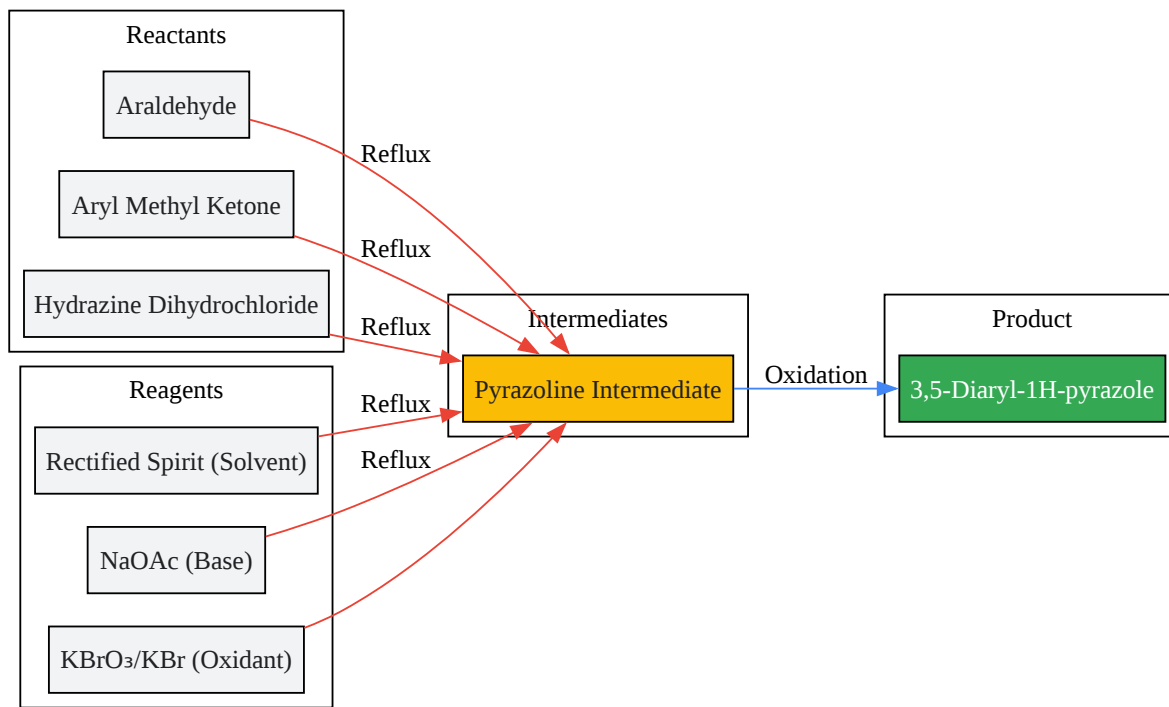 Reactants
Araldehyde
Aryl Methyl Ketone
Hydrazine Dihydrochloride
Reagents
Rectified Spirit (Solvent)
NaOAc (Base)
KBrO₃/KBr (Oxidant)
Reflux
Reflux
Reflux
Reflux
Reflux
Intermediates
Pyrazoline Intermediate
Oxidation
Product
3,5-Diaryl-1H-pyrazole